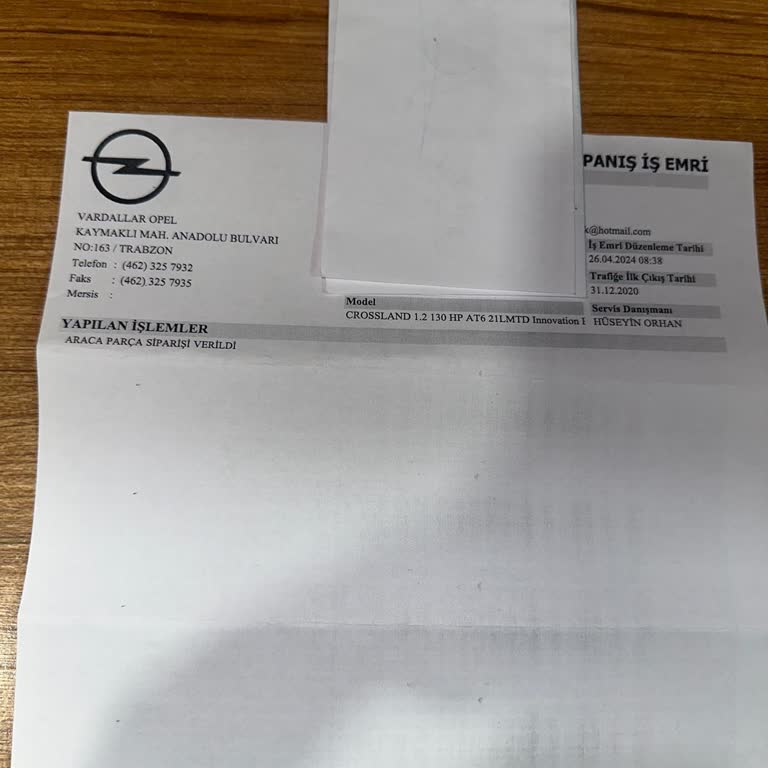 PANIŞ İŞ EMRİ
VARDALLAR OPEL
KAYMAKLI MAH. ANADOLU BULVARI
NO:163 / TRABZON
Telefon : (462) 325 7932
Faks : (462) 325 7935
Mersis :
k@hotmail.com
İş Emri Düzenleme Tarihi
26.04.2024 08:38
Trafiğe İlk Çıkış Tarihi
31.12.2020
Model
CROSSLAND 1.2 130 HP AT6 21LMTD Innovation
Servis Danışmanı
HÜSEYİN ORHAN
YAPILAN İŞLEMLER
ARACA PARÇA SİPARİŞİ VERİLDİ